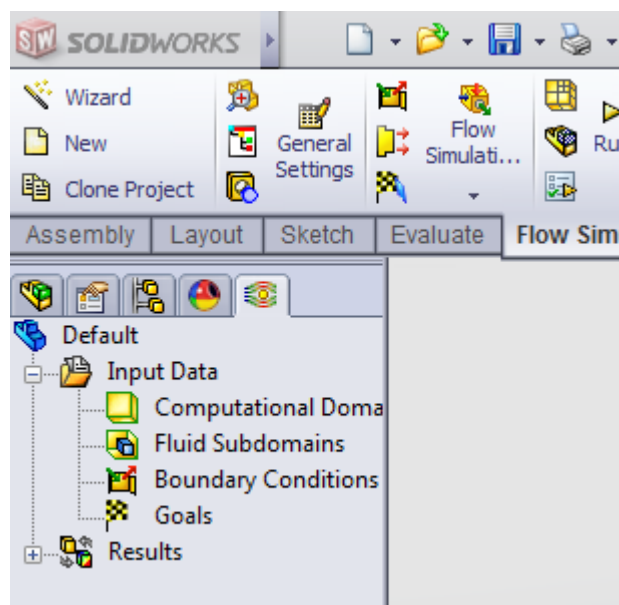 SW SOLIDWORKS
Wizard
New
Clone Project
General
Settings
Flow
Simulati...
Ru
Assembly
Layout
Sketch
Evaluate
Flow Sim
Default
Input Data
Computational Doma
Fluid Subdomains
Boundary Conditions
Goals
Results